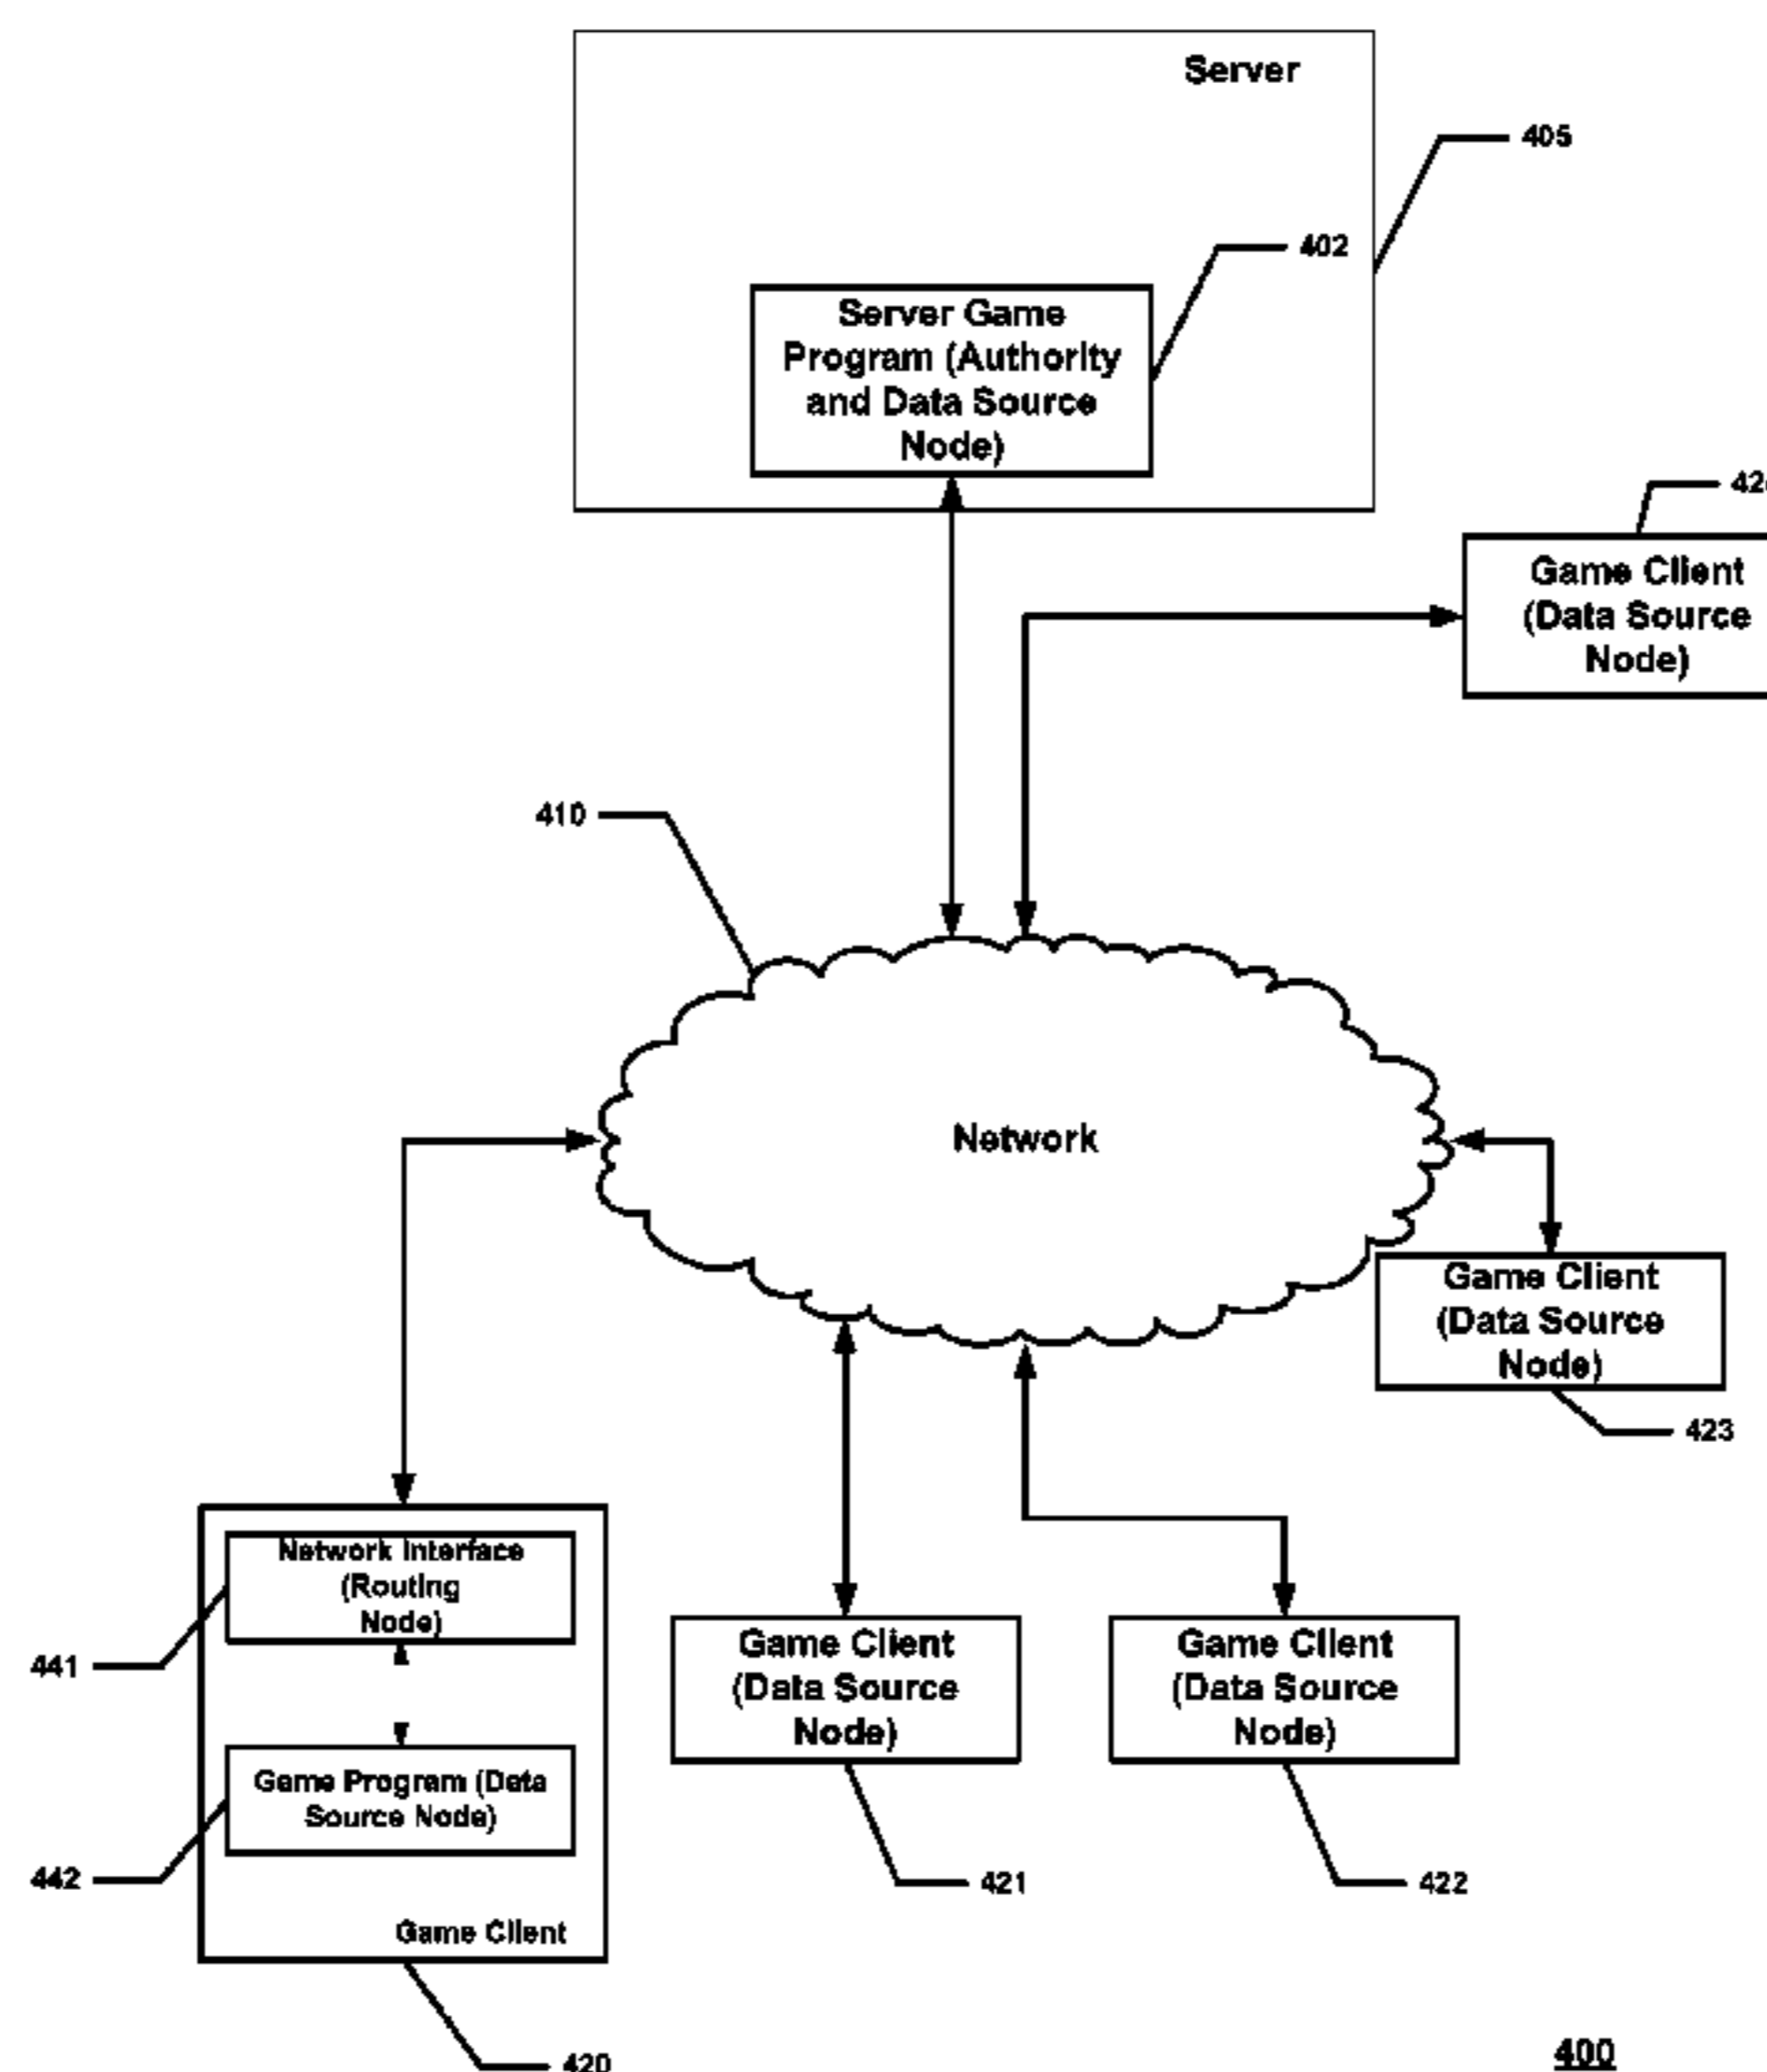 Server
405
402
Server Game
Program (Authority
and Data Source
Node)
Game Client
(Data Source
Node)
410
Network
Game Client
(Data Source
Node)
423
Network Interface
(Routing
Node)
441
Game Program (Data
Source Node)
442
Game Client
420
Game Client
(Data Source
Node)
421
Game Client
(Data Source
Node)
422
400